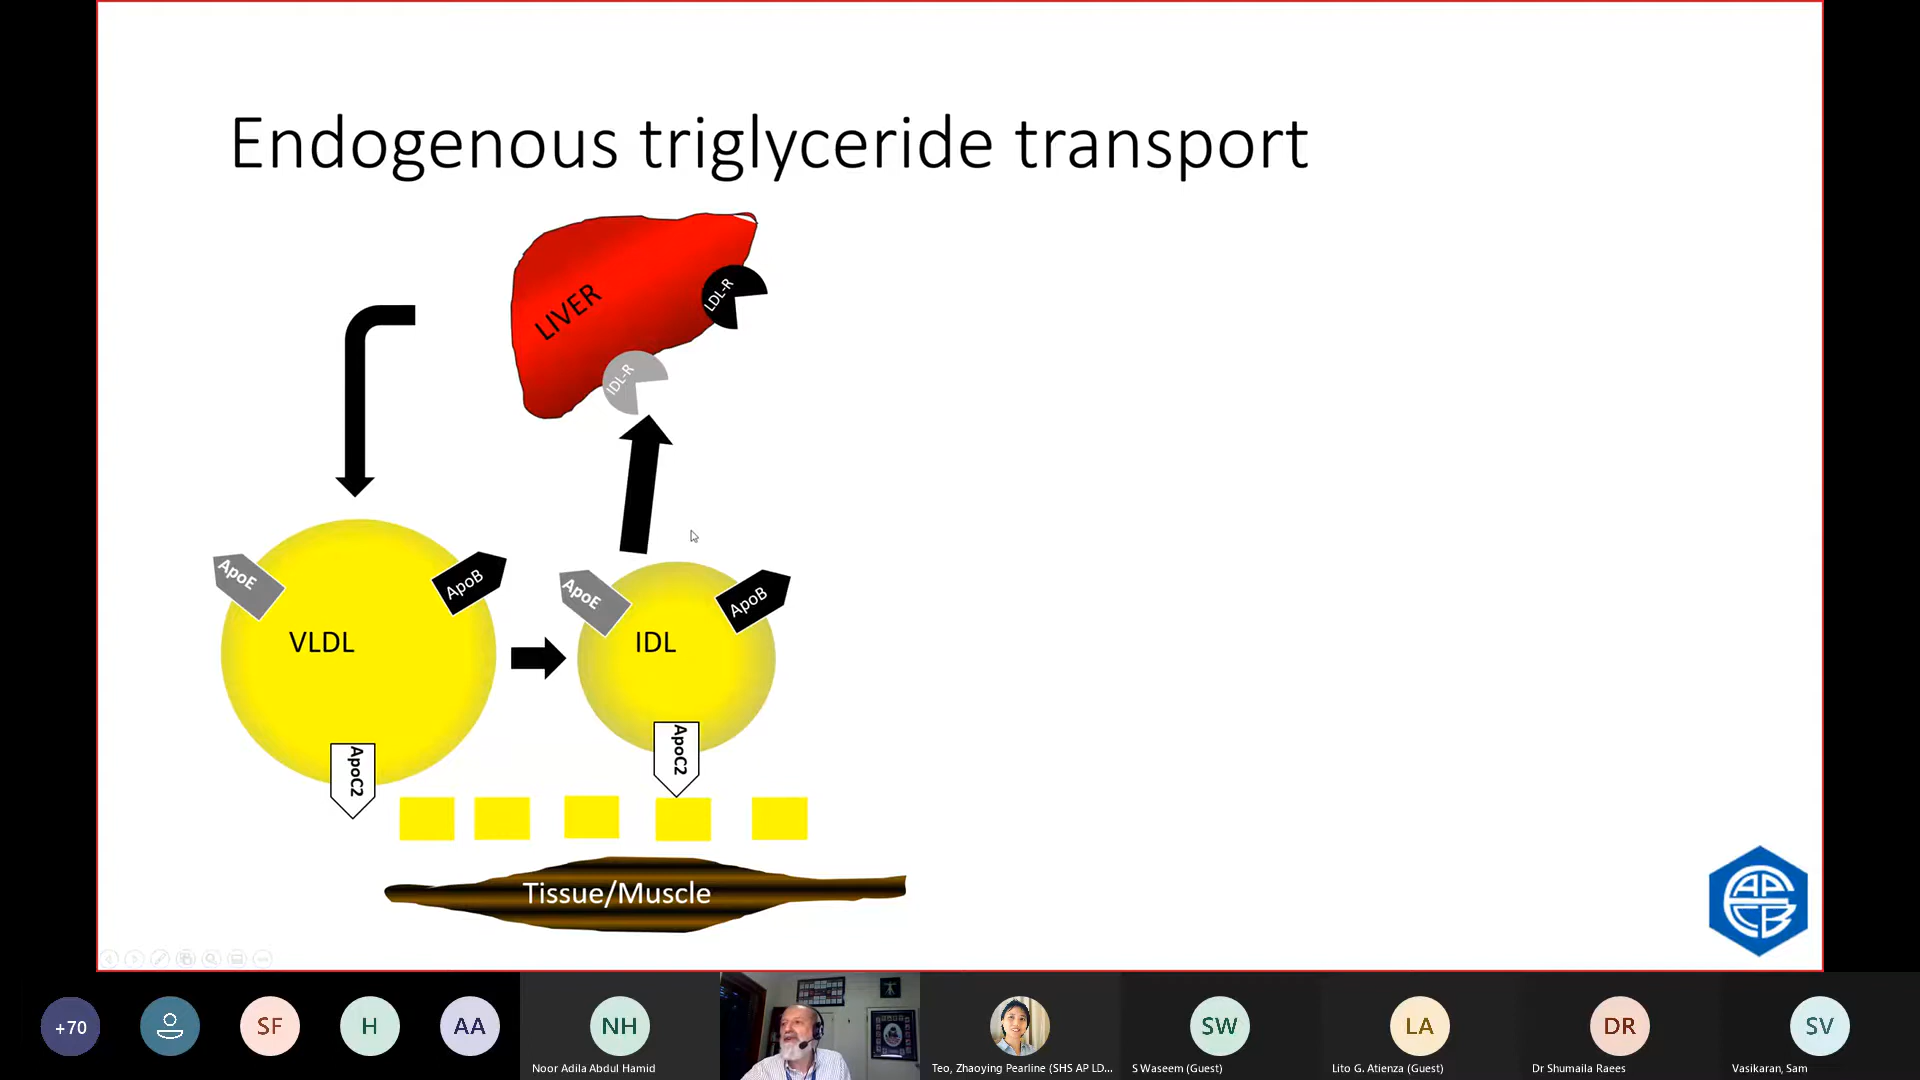 Endogenous triglyceride transport
LIVER
LDL-R
IDL-R
ApoE
ApoB
VLDL
ApoC2
ApoE
ApoB
IDL
ApoC2
Tissue/Muscle
APFCB
+70
SF
H
AA
NH
Noor Adila Abdul Hamid
Teo, Zhaoying Pearline (SHS AP LD...
SW
S Waseem (Guest)
LA
Lito G. Atienza (Guest)
DR
Dr Shumaila Raees
SV
Vasikaran, Sam